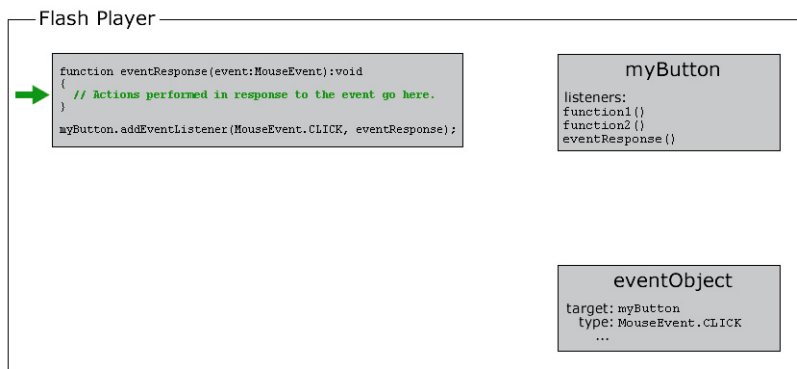 Flash Player
function eventResponse(event:MouseEvent):void
{
// Actions performed in response to the event go here.
}
myButton.addEventListener(MouseEvent.CLICK, eventResponse);
myButton
listeners:
function1()
function2()
eventResponse()
eventObject
target: myButton
type: MouseEvent.CLICK
...